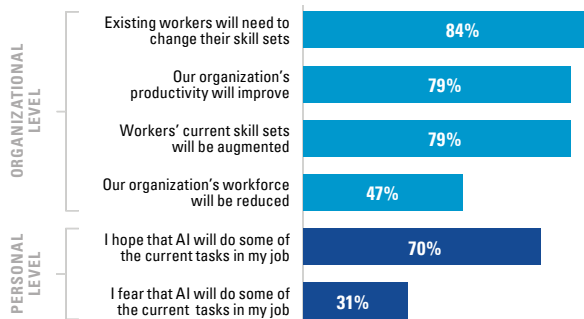 ORGANIZATIONAL
LEVEL
Existing workers will need to
change their skill sets
84%
Our organization's
productivity will improve
79%
Workers' current skill sets
will be augmented
79%
Our organization's workforce
will be reduced
47%
PERSONAL
LEVEL
I hope that AI will do some of
the current tasks in my job
70%
I fear that AI will do some of
the current tasks in my job
31%